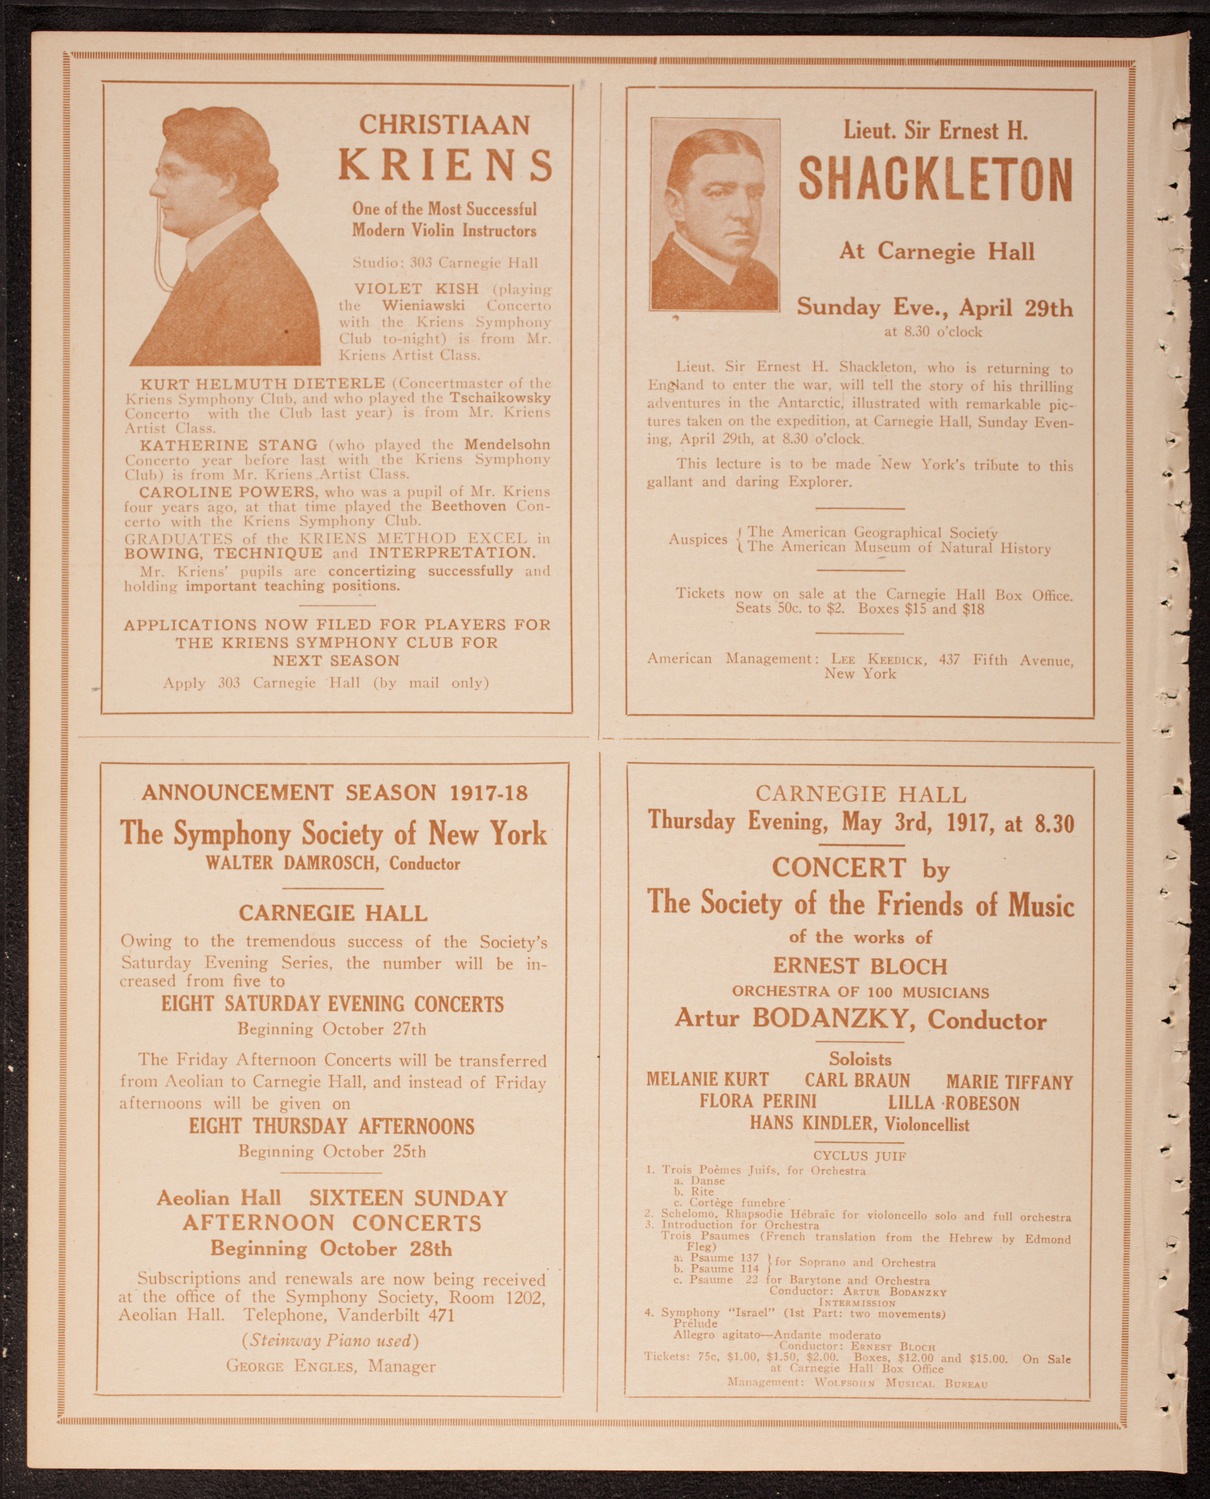 CHRISTIAAN
KRIENS
One of the Most Successful
Modern Violin Instructors
Studio: 303 Carnegie Hall
VIOLET KISH (playing
the Wieniawski Concerto
with the Kriens Symphony
Club to-night) is from Mr.
Kriens Artist Class.
KURT HELMUTH DIETERLE (Concertmaster of the
Kriens Symphony Club, and who played the Tschaikowsky
Concerto with the Club last year) is from Mr. Kriens
Artist Class.
KATHERINE STANG (who played the Mendelsohn
Concerto year before last with the Kriens Symphony
Club) is from Mr. Kriens Artist Class.
CAROLINE POWERS, who was a pupil of Mr. Kriens
four years ago, at that time played the Beethoven Con-
certo with the Kriens Symphony Club.
GRADUATES of the KRIENS METHOD EXCEL in
BOWING, TECHNIQUE and INTERPRETATION.
Mr. Kriens' pupils are concertizing successfully and
holding important teaching positions.
APPLICATIONS NOW FILED FOR PLAYERS FOR
THE KRIENS SYMPHONY CLUB FOR
NEXT SEASON
Apply 303 Carnegie Hall (by mail only)
Lieut. Sir Ernest H.
SHACKLETON
At Carnegie Hall
Sunday Eve., April 29th
at 8.30 o'clock
Lieut. Sir Ernest H. Shackleton, who is returning to
England to enter the war, will tell the story of his thrilling
adventures in the Antarctic, illustrated with remarkable pic-
tures taken on the expedition, at Carnegie Hall, Sunday Even-
ing, April 29th, at 8.30 o'clock.
This lecture is to be made New York's tribute to this
gallant and daring Explorer.
Auspices { The American Geographical Society
{ The American Museum of Natural History
Tickets now on sale at the Carnegie Hall Box Office.
Seats 50c. to $2. Boxes $15 and $18
American Management: LEE KEEDICK, 437 Fifth Avenue,
New York
ANNOUNCEMENT SEASON 1917-18
The Symphony Society of New York
WALTER DAMROSCH, Conductor
CARNEGIE HALL
Owing to the tremendous success of the Society's
Saturday Evening Series, the number will be in-
creased from five to
EIGHT SATURDAY EVENING CONCERTS
Beginning October 27th
The Friday Afternoon Concerts will be transferred
from Aeolian to Carnegie Hall, and instead of Friday
afternoons will be given on
EIGHT THURSDAY AFTERNOONS
Beginning October 25th
Aeolian Hall SIXTEEN SUNDAY
AFTERNOON CONCERTS
Beginning October 28th
Subscriptions and renewals are now being received
at the office of the Symphony Society, Room 1202,
Aeolian Hall. Telephone, Vanderbilt 471
(Steinway Piano used)
GEORGE ENGLES, Manager
CARNEGIE HALL
Thursday Evening, May 3rd, 1917, at 8.30
CONCERT by
The Society of the Friends of Music
of the works of
ERNEST BLOCH
ORCHESTRA OF 100 MUSICIANS
Artur BODANZKY, Conductor
Soloists
MELANIE KURT CARL BRAUN MARIE TIFFANY
FLORA PERINI LILLA ROBESON
HANS KINDLER, Violoncellist
CYCLUS JUIF
1. Trois Poèmes Juifs, for Orchestra
a. Danse
b. Rite
c. Cortège funebre
2. Schelomo, Rhapsodie Hébraïc for violoncello solo and full orchestra
3. Introduction for Orchestra
Trois Psaumes (French translation from the Hebrew by Edmond
Fleg)
a. Psaume 137 } for Soprano and Orchestra
b. Psaume 114 }
c. Psaume 22 for Barytone and Orchestra
Conductor: ARTUR BODANZKY
INTERMISSION
4. Symphony "Israel" (1st Part: two movements)
Prélude
Allegro agitato—Andante moderato
Conductor: ERNEST BLOCH
Tickets: 75c, $1.00, $1.50, $2.00. Boxes, $12.00 and $15.00. On Sale
at Carnegie Hall Box Office
Management: WOLFSOHN MUSICAL BUREAU